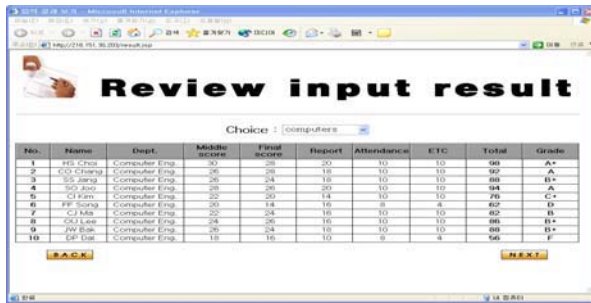 Microsoft Internet Explorer
Review input result
Choice : computers
No. Name Dept. Middle score Final score Report Attendance ETC Total Grade
1 HS Choi Computer Eng. 30 28 20 10 10 98 A+
2 CO Chang Computer Eng. 26 28 18 10 10 92 A
3 SS Jang Computer Eng. 26 24 18 10 10 88 B+
4 SO Joo Computer Eng. 28 26 20 10 10 94 A
5 CI Kim Computer Eng. 22 20 14 10 10 76 C+
6 FF Song Computer Eng. 20 14 16 8 4 62 D
7 CJ Ma Computer Eng. 22 24 16 10 10 82 B
8 OU Lee Computer Eng. 24 26 16 10 10 86 B+
9 JW Bak Computer Eng. 26 24 18 10 10 88 B+
10 DP Dai Computer Eng. 18 16 10 8 4 56 F
BACK NEXT